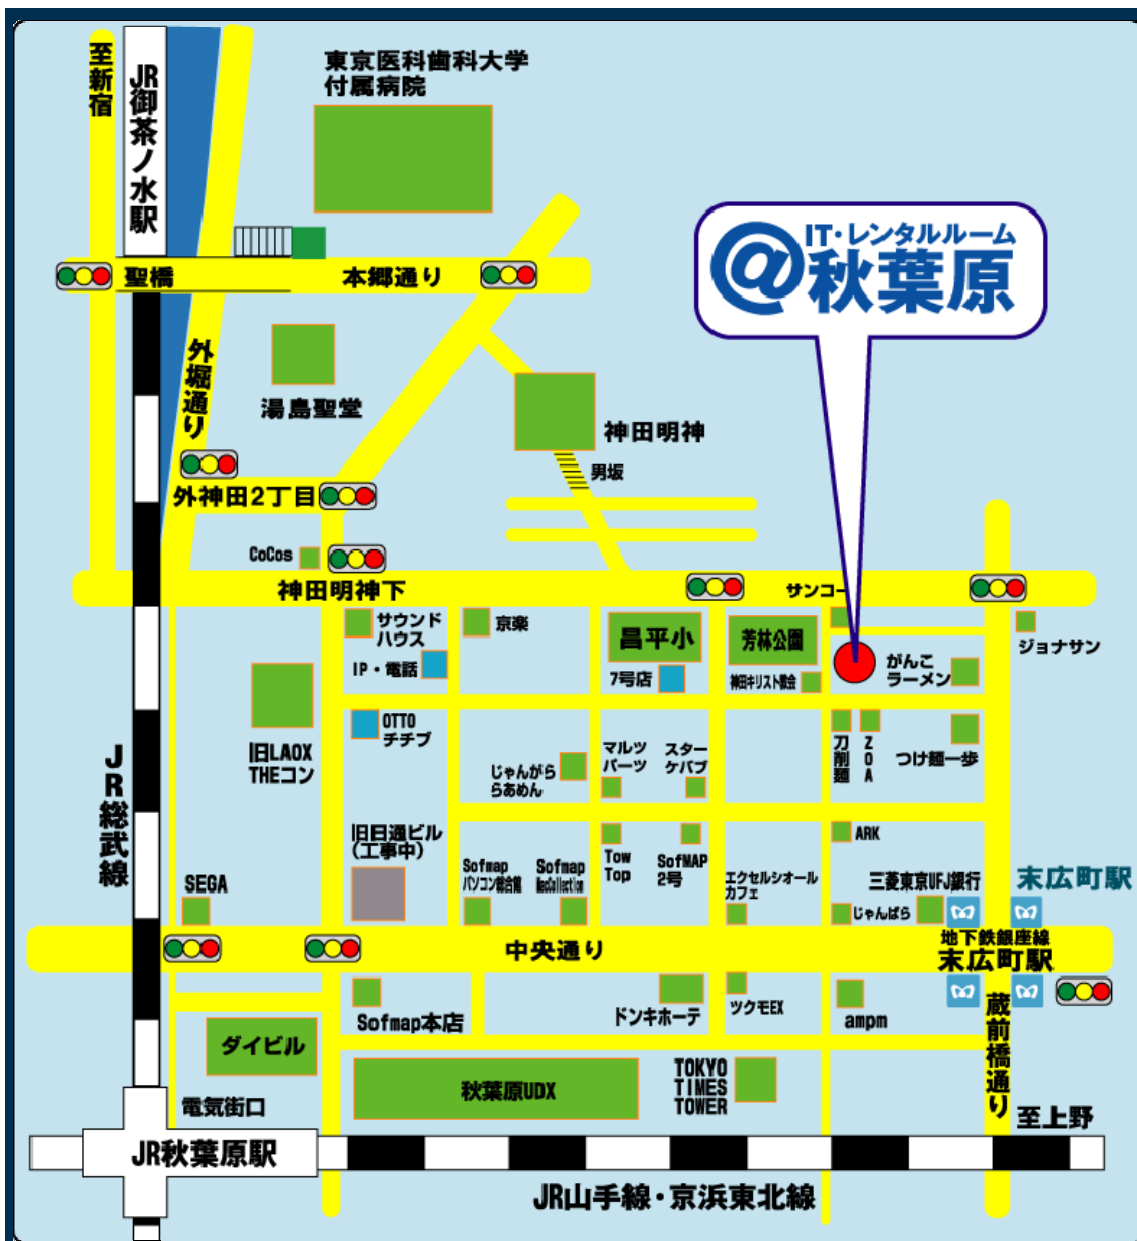 至新宿
JR御茶ノ水駅
東京医科歯科大学
付属病院
IT・レンタルルーム
@秋葉原
聖橋
本郷通り
外堀通り
湯島聖堂
神田明神
男坂
外神田2丁目
CoCos
神田明神下
サンコー
サウンド
ハウス
京楽
昌平小
芳林公園
ジョナサン
IP・電話
7号店
神田キリスト教会
がんこ
ラーメン
旧LAOX
THEコン
OTTO
チチブ
じゃんがら
らあめん
マルツ
パーツ
スター
ケバブ
刀削麺
ZOA
つけ麺一歩
JR総武線
旧日通ビル
(工事中)
Tow
Top
SofMAP
2号
ARK
SEGA
Sofmap
パソコン総合館
Sofmap
MacCollection
エクセルシオール
カフェ
三菱東京UFJ銀行
じゃんぱら
末広町駅
中央通り
地下鉄銀座線
末広町駅
Sofmap本店
ドンキホーテ
ツクモEX
ampm
蔵前橋通り
ダイビル
秋葉原UDX
TOKYO
TIMES
TOWER
電気街口
至上野
JR秋葉原駅
JR山手線・京浜東北線